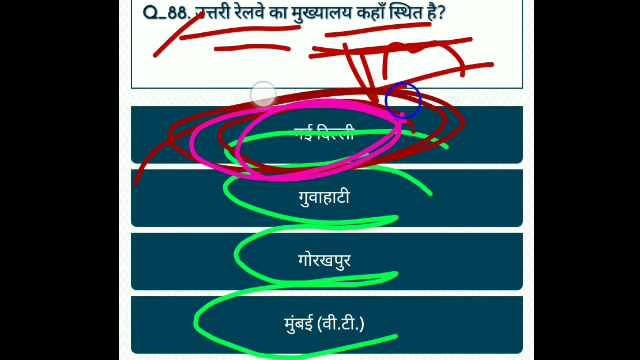 Q_88. उत्तरी रेलवे का मुख्यालय कहाँ स्थित है?
नई दिल्ली
गुवाहाटी
गोरखपुर
मुंबई (वी.टी.)